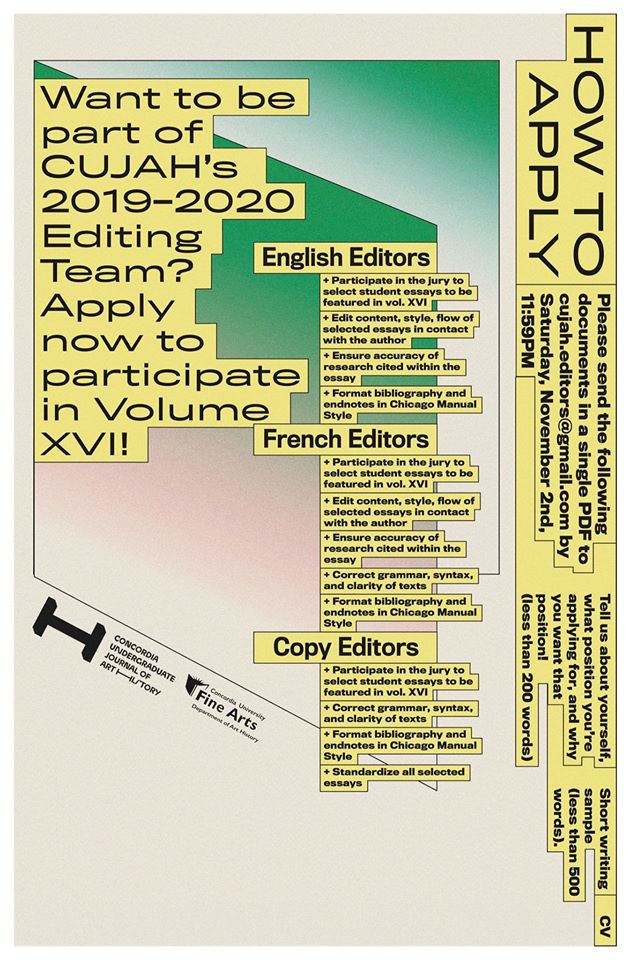 Want to be
part of
CUJAH's
2019–2020
Editing
Team?
Apply
now to
participate
in Volume
XVI!
English Editors
+ Participate in the jury to
select student essays to be
featured in vol. XVI
+ Edit content, style, flow of
selected essays in contact
with the author
+ Ensure accuracy of
research cited within the
essay
+ Format bibliography and
endnotes in Chicago Manual
Style
French Editors
+ Participate in the jury to
select student essays to be
featured in vol. XVI
+ Edit content, style, flow of
selected essays in contact
with the author
+ Ensure accuracy of
research cited within the
essay
+ Correct grammar, syntax,
and clarity of texts
+ Format bibliography and
endnotes in Chicago Manual
Style
Copy Editors
+ Participate in the jury to
select student essays to be
featured in vol. XVI
+ Correct grammar, syntax,
and clarity of texts
+ Format bibliography and
endnotes in Chicago Manual
Style
+ Standardize all selected
essays
HOW TO
APPLY
Please send the following
documents in a single PDF to
cujah.editors@gmail.com by
Saturday, November 2nd,
11:59PM
Tell us about yourself,
what position you're
applying for, and why
you want that
position!
(less than 200 words)
Short writing
sample
(less than 500
words).
CV
H
CONCORDIA
UNDERGRADUATE
JOURNAL OF
ART HISTORY
Concordia University
Fine Arts
Department of Art History